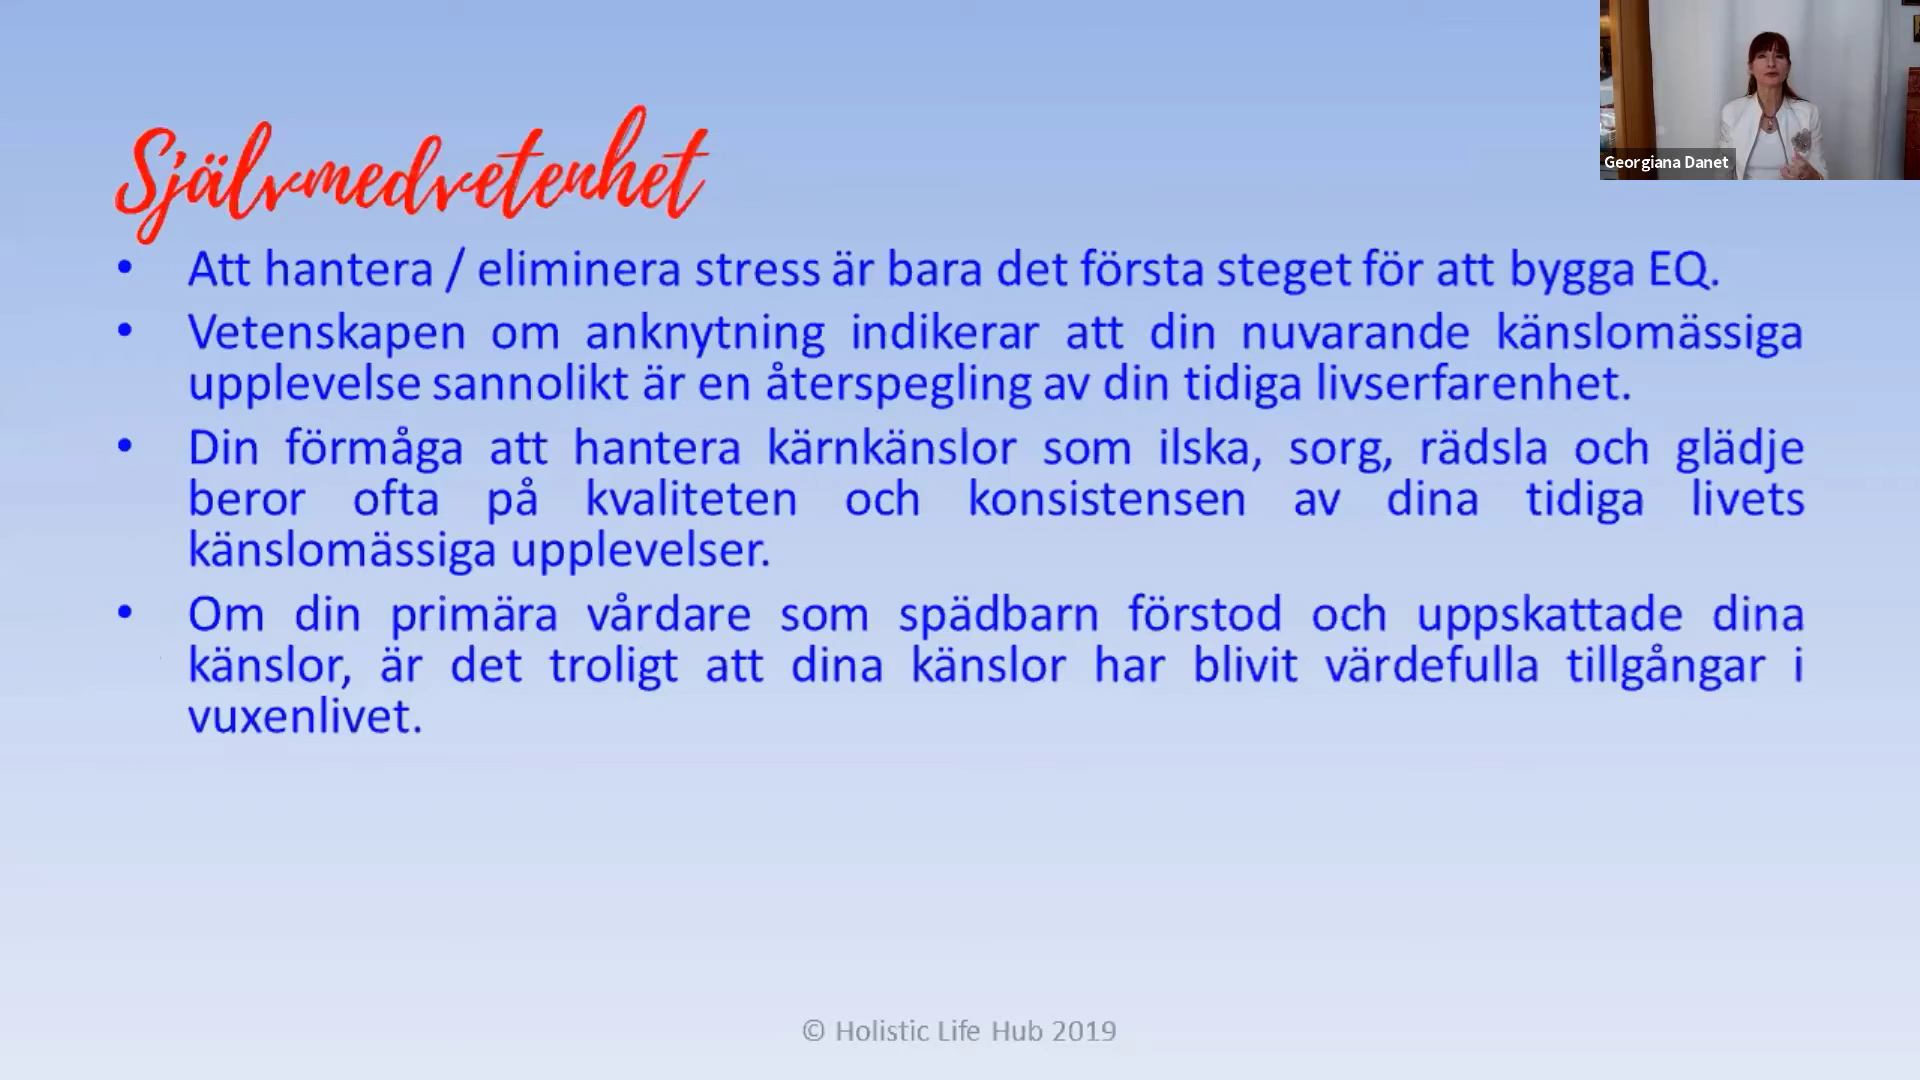 Georgiana Danet
Självmedvetenhet
• Att hantera / eliminera stress är bara det första steget för att bygga EQ.
• Vetenskapen om anknytning indikerar att din nuvarande känslomässiga
upplevelse sannolikt är en återspegling av din tidiga livserfarenhet.
• Din förmåga att hantera kärnkänslor som ilska, sorg, rädsla och glädje
beror ofta på kvaliteten och konsistensen av dina tidiga livets
känslomässiga upplevelser.
• Om din primära vårdare som spädbarn förstod och uppskattade dina
känslor, är det troligt att dina känslor har blivit värdefulla tillgångar i
vuxenlivet.
© Holistic Life Hub 2019